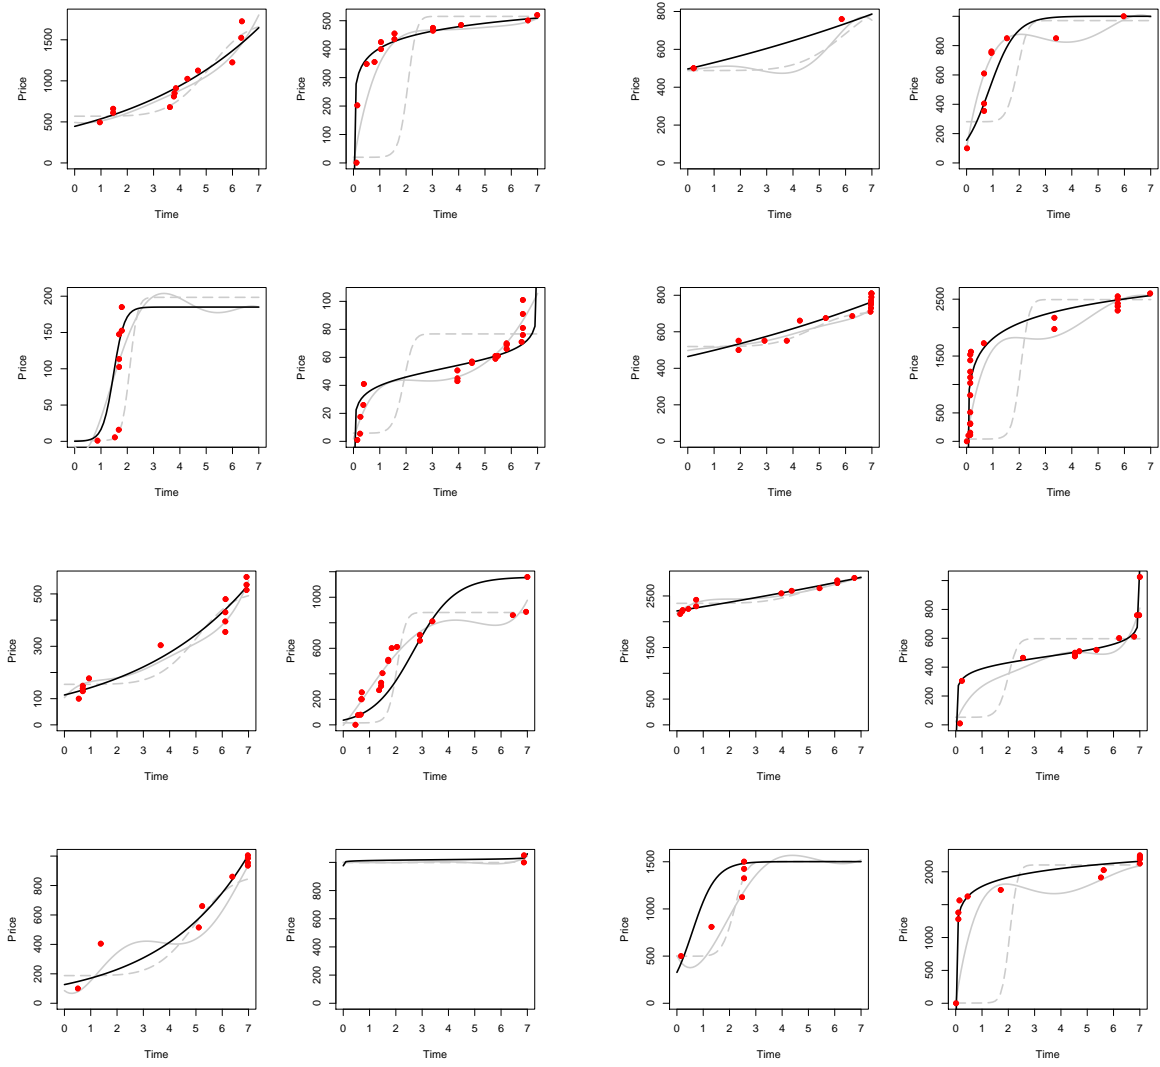 Price 0 500 1000 1500 0 1 2 3 4 5 6 7 Time
Price 0 100 200 300 400 500 0 1 2 3 4 5 6 7 Time
Price 0 200 400 600 800 0 1 2 3 4 5 6 7 Time
Price 0 200 400 600 800 0 1 2 3 4 5 6 7 Time
Price 0 50 100 150 200 0 1 2 3 4 5 6 7 Time
Price 0 20 40 60 80 100 0 1 2 3 4 5 6 7 Time
Price 0 200 400 600 800 0 1 2 3 4 5 6 7 Time
Price 0 500 1500 2500 0 1 2 3 4 5 6 7 Time
Price 0 100 300 500 0 1 2 3 4 5 6 7 Time
Price 0 200 400 600 1000 0 1 2 3 4 5 6 7 Time
Price 0 500 1500 2500 0 1 2 3 4 5 6 7 Time
Price 0 200 400 600 800 0 1 2 3 4 5 6 7 Time
Price 0 200 400 600 800 0 1 2 3 4 5 6 7 Time
Price 0 200 400 600 800 0 1 2 3 4 5 6 7 Time
Price 0 500 1000 1500 0 1 2 3 4 5 6 7 Time
Price 0 500 1000 2000 0 1 2 3 4 5 6 7 Time